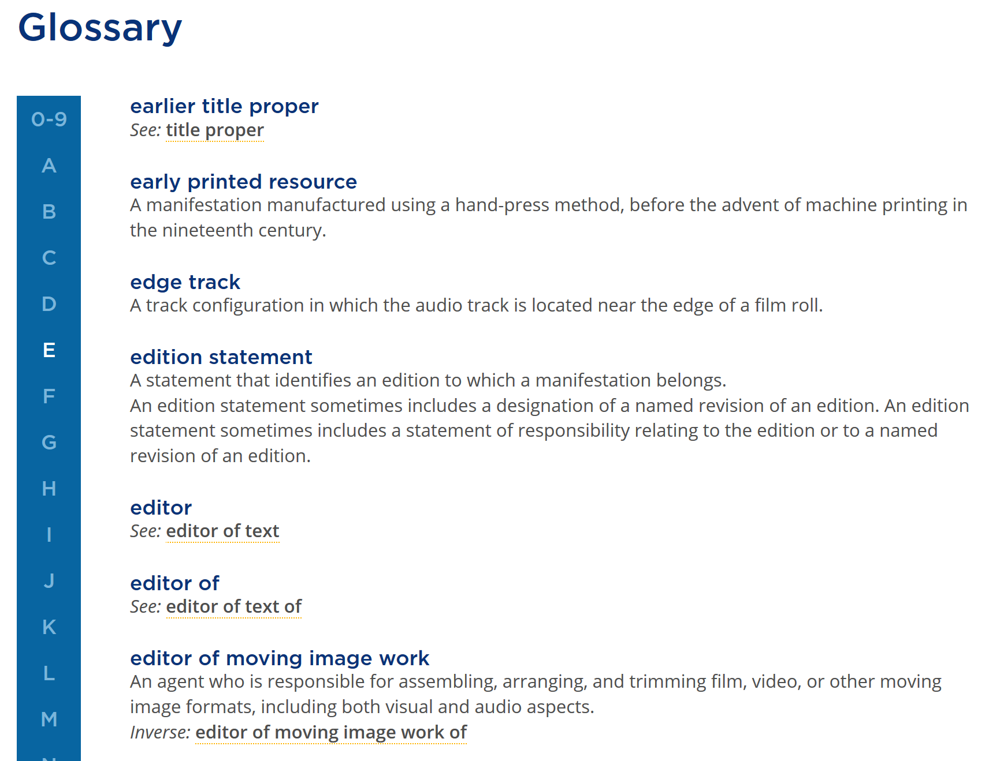 Glossary
0-9
A
B
C
D
E
F
G
H
I
J
K
L
M
earlier title proper
See: title proper
early printed resource
A manifestation manufactured using a hand-press method, before the advent of machine printing in
the nineteenth century.
edge track
A track configuration in which the audio track is located near the edge of a film roll.
edition statement
A statement that identifies an edition to which a manifestation belongs.
An edition statement sometimes includes a designation of a named revision of an edition. An edition
statement sometimes includes a statement of responsibility relating to the edition or to a named
revision of an edition.
editor
See: editor of text
editor of
See: editor of text of
editor of moving image work
An agent who is responsible for assembling, arranging, and trimming film, video, or other moving
image formats, including both visual and audio aspects.
Inverse: editor of moving image work of